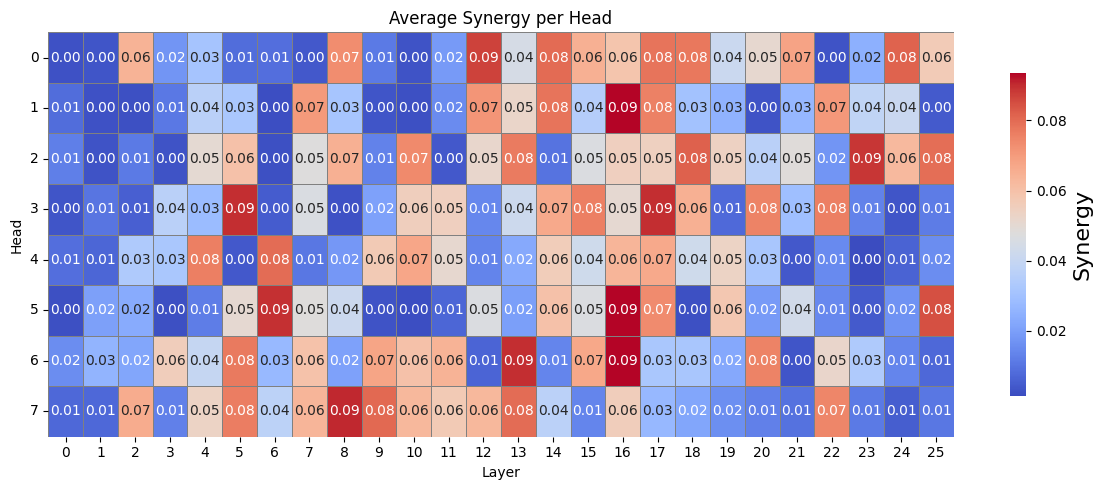 Average Synergy per Head
0 0.00 0.00 0.06 0.02 0.03 0.01 0.01 0.00 0.07 0.01 0.00 0.02 0.09 0.04 0.08 0.06 0.06 0.08 0.08 0.04 0.05 0.07 0.00 0.02 0.08 0.06
1 0.01 0.00 0.00 0.01 0.04 0.03 0.00 0.07 0.03 0.00 0.00 0.02 0.07 0.05 0.08 0.04 0.09 0.08 0.03 0.03 0.00 0.03 0.07 0.04 0.04 0.00
2 0.01 0.00 0.01 0.00 0.05 0.06 0.00 0.05 0.07 0.01 0.07 0.00 0.05 0.08 0.01 0.05 0.05 0.05 0.08 0.05 0.04 0.05 0.02 0.09 0.06 0.08
3 0.00 0.01 0.01 0.04 0.03 0.09 0.00 0.05 0.00 0.02 0.06 0.05 0.01 0.04 0.07 0.08 0.05 0.09 0.06 0.01 0.08 0.03 0.08 0.01 0.00 0.01
4 0.01 0.01 0.03 0.03 0.08 0.00 0.08 0.01 0.02 0.06 0.07 0.05 0.01 0.02 0.06 0.04 0.06 0.07 0.04 0.05 0.03 0.00 0.01 0.00 0.01 0.02
5 0.00 0.02 0.02 0.00 0.01 0.05 0.09 0.05 0.04 0.00 0.00 0.01 0.05 0.02 0.06 0.05 0.09 0.07 0.00 0.06 0.02 0.04 0.01 0.00 0.02 0.08
6 0.02 0.03 0.02 0.06 0.04 0.08 0.03 0.06 0.02 0.07 0.06 0.06 0.01 0.09 0.01 0.07 0.09 0.03 0.03 0.02 0.08 0.00 0.05 0.03 0.01 0.01
7 0.01 0.01 0.07 0.01 0.05 0.08 0.04 0.06 0.09 0.08 0.06 0.06 0.06 0.08 0.04 0.01 0.06 0.03 0.02 0.02 0.01 0.01 0.07 0.01 0.01 0.01
0 1 2 3 4 5 6 7 8 9 10 11 12 13 14 15 16 17 18 19 20 21 22 23 24 25
Layer
Head
0.08
0.06
0.04
0.02
Synergy